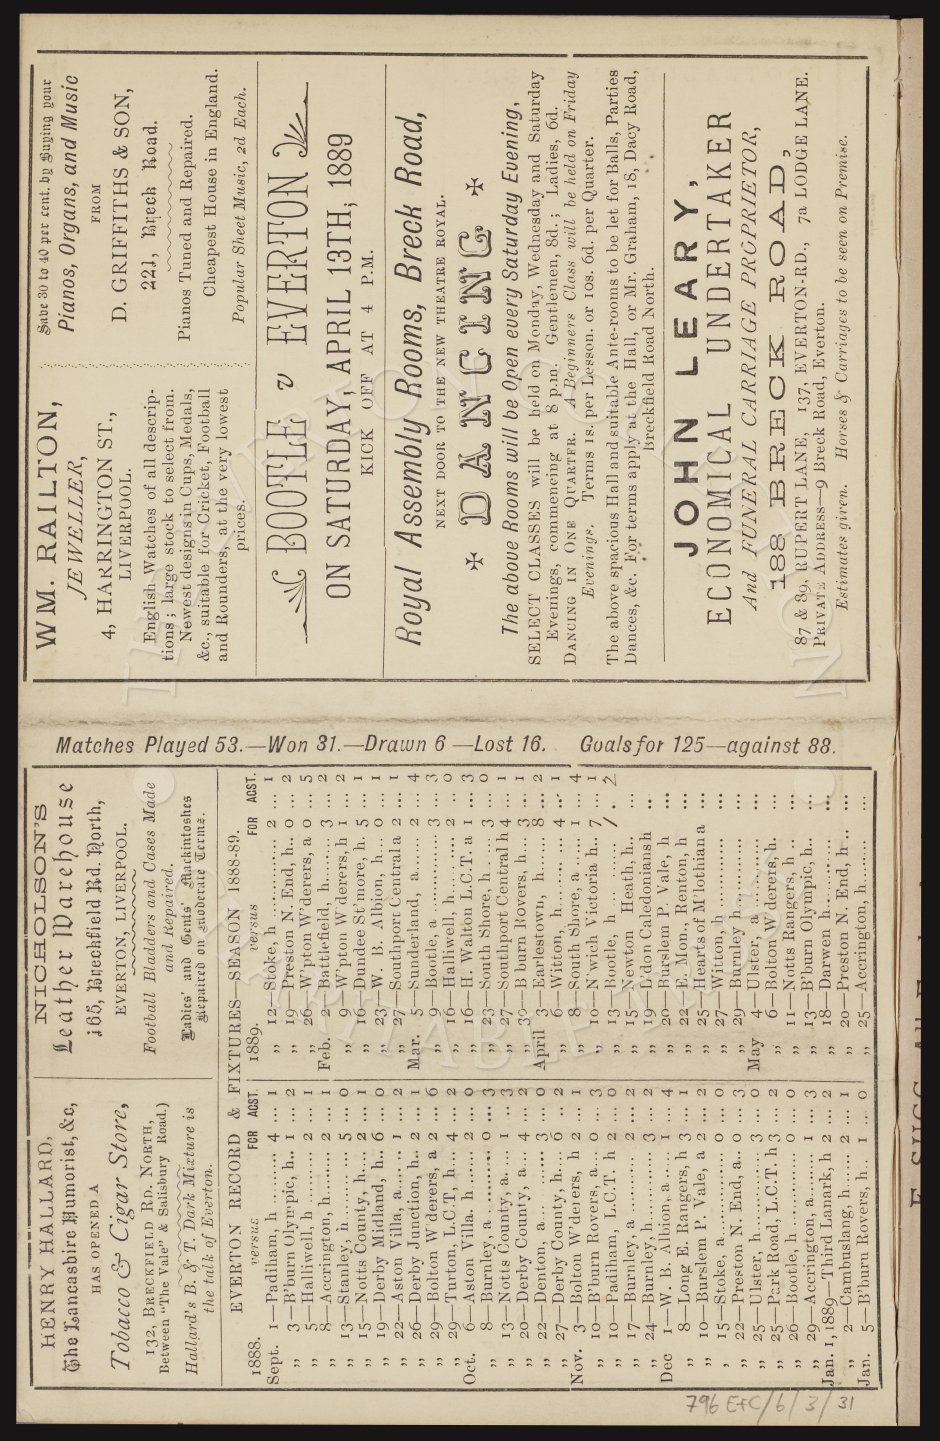 HENRY HALLARD,
The Lancashire Humorist, &c,
HAS OPENED A
Tobacco & Cigar Store,
132, BRECKFIELD RD. NORTH,
Between "The Vale" & Salisbury Road.)
Hallard's B. & T. Dark Mixture is
the talk of Everton.
NICHOLSON'S
Leather Warehouse
165, Breckfield Rd. North,
EVERTON, LIVERPOOL.
Football Bladders and Cases Made
and Repaired.
Ladies' and Gents' Mackintoshes
Repaired on Moderate Terms.
EVERTON RECORD & FIXTURES—SEASON 1888-89.
1888. versus FOR AGST.
Sept. 1—Padiham, h .......... 4 ... 1
„ 3—B'burn Olympic, h.. 1 ... 2
„ 5—Halliwell, h ......... 2 ... 1
„ 8—Accrington, h ........ 2 ... 1
„ 13—Stanley, h........... 5 ... 0
„ 15—Notts County, h.... 2 ... 1
„ 19—Derby Midland, h.. 6 ... 0
„ 22—Aston Villa, a....... 1 ... 2
„ 26—Derby Junction, h.. 2 ... 1
„ 29—Bolton W'derers, a 2 ... 6
„ 29—Turton, L.C.T, h... 4 ... 2
Oct. 6—Aston Villa. h....... 2 ... 0
„ 8—Burnley, a .......... 0 ... 3
„ 13—Notts County, a.... 1 ... 3
„ 20—Derby County, a.... 4 ... 2
„ 22—Denton, a........... 3 ... 0
„ 27—Derby County, h.... 6 .. 2
Nov. 3—Bolton W'derers, h 2 ... 1
„ 10—B'burn Rovers, a... 0 ... 3
„ 10—Padiham, L.C.T. h 2 ... 0
„ 17—Burnley, a .......... 2 ... 2
„ 24—Burnley, h.......... 3 ... 2
Dec 1—W. B. Albion, a ..... 1 ... 4
„ 8—Long E. Rangers, h 3 ... 1
„ 10—Burslem P. Vale, a 2 ... 2
, 15—Stoke, a............. 0 ... 0
„ 22—Preston N. End, a.. 0 ... 3
„ 25—Ulster, h............ 3 ... 0
„ 25—Park Road, L.C.T. h 3 ... 2
„ 26—Bootle, h ........... 0 ... 0
„ 29—Accrington, a....... 1 ... 3
Jan. 1, 1889—Third Lanark, h 2 ... 2
„ 2—Cambuslang, h...... 2 ... 1
Jan. 5—B'burn Rovers, h.. 1 .. 0
1889. versus FOR AGST.
„ 12—Stoke, h ............ 2 ... 1
„ 19—Preston N. End, h.. 0 ... 2
„ 26—W'pton W'derers, a 0 ... 5
Feb. 2—Battlefield, h....... 3 ... 2
„ 9—W'pton W'derers, h 1 ... 2
„ 16—Dundee St'more, h. 5 ... 1
„ 23—W. B. Albion, h.... 0 ... 1
„ 27—Southport Central a 2 ... 1
Mar. 5—Sunderland, a....... 2 ... 4
„ 9—Bootle, a............ 3 ... 3
„ 16—Halliwell, h......... 2 .. 0
„ 16—H. Walton L.C.T. a 1 ... 3
„ 23—South Shore, h ...... 3 ... 0
„ 27—Southport Central h 4 ... 1
„ 30—B'burn Rovers, h... 3 ... 1
April 3—Earlestown, h....... 8 ... 2
„ 6—Witton, h........... 4 ... 1
„ 8—South Shore, a ...... 1 ... 4
„ 10—N'wich Victoria h.. 7 ... 1
„ 13—Bootle, h ........... 1 . 2
„ 15—Newton Heath, h..
„ 19—L'don Caledonians h ..
„ 20—Burslem P. Vale, h ...
„ 22—E. Mon., Renton, h ...
„ 25—Hearts of M'lothian a ...
„ 27—Witton, h ............ ...
„ 29—Burnley h............ ...
May 4—Ulster, a ............ ...
„ 6—Bolton W'derers, h.. ...
„ 11—Notts Rangers, h .. ...
„ 13—B'burn Olympic, h.. ...
„ 18—Darwen h............ ...
„ 20—Preston N. End, h... ...
„ 25—Accrington, h........ ...
Matches Played 53.—Won 31.—Drawn 6 —Lost 16. Goals for 125—against 88.
WM. RAILTON,
JEWELLER,
4, HARRINGTON ST.,
LIVERPOOL.
English Watches of all descrip-
tions; large stock to select from.
Newest designs in Cups, Medals,
&c., suitable for Cricket, Football
and Rounders, at the very lowest
prices.
Save 30 to 40 per cent. by Buying your
Pianos, Organs, and Music
FROM
D. GRIFFITHS & SON,
221, Breck Road.
Pianos Tuned and Repaired.
Cheapest House in England.
Popular Sheet Music, 2d Each.
BOOTLE v EVERTON
ON SATURDAY, APRIL 13TH, 1889
KICK OFF AT 4 P.M.
Royal Assembly Rooms, Breck Road,
NEXT DOOR TO THE NEW THEATRE ROYAL.
DANCING
The above Rooms will be Open every Saturday Evening,
SELECT CLASSES will be held on Monday, Wednesday and Saturday
Evenings, commencing at 8 p.m. Gentlemen, 8d.; Ladies, 6d.
DANCING IN ONE QUARTER. A Beginners Class will be held on Friday
Evenings. Terms 1s. per Lesson. or 10s. 6d. per Quarter.
The above spacious Hall and suitable Ante-rooms to be let for Balls, Parties
Dances, &c. For terms apply at the Hall, or Mr. Graham, 18, Dacy Road,
Breckfield Road North.
JOHN LEARY,
ECONOMICAL UNDERTAKER
And FUNERAL CARRIAGE PROPRIETOR,
188 BRECK ROAD,
87 & 89, RUPERT LANE, 137, EVERTON-RD., 7a LODGE LANE.
PRIVATE ADDRESS—9 Breck Road, Everton.
Estimates given. Horses & Carriages to be seen on Premise.
796 EFC/6/3/31